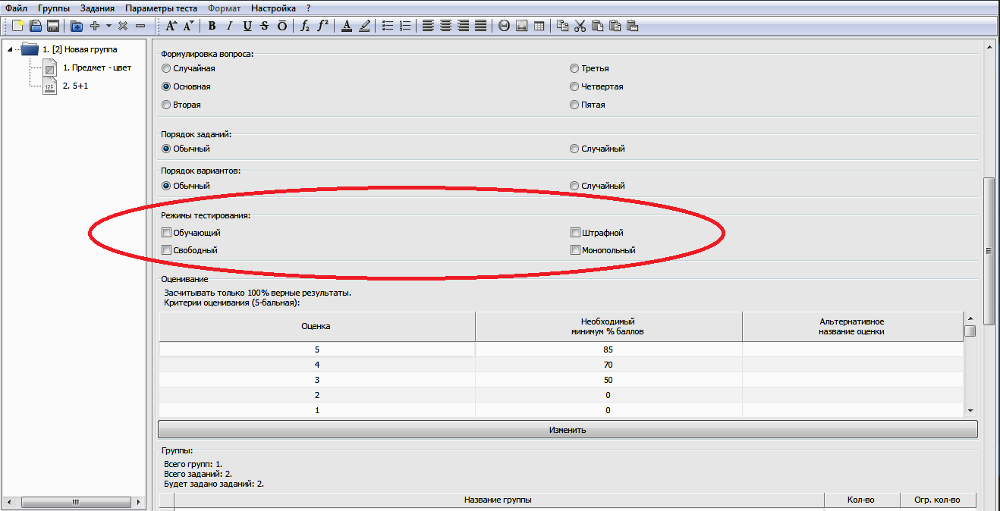 Файл Группы Задания Параметры теста Формат Настройка ?
A A B I U S O f₂ f² A
1. [2] Новая группа
1. Предмет - цвет
2. 5+1
Формулировка вопроса:
Случайная Третья
Основная Четвертая
Вторая Пятая
Порядок заданий:
Обычный Случайный
Порядок вариантов:
Обычный Случайный
Режимы тестирования:
Обучающий Штрафной
Свободный Монопольный
Оценивание
Засчитывать только 100% верные результаты.
Критерии оценивания (5-бальная):
Оценка Необходимый минимум % баллов Альтернативное название оценки
5 85
4 70
3 50
2 0
1 0
Изменить
Группы:
Всего групп: 1.
Всего заданий: 2.
Будет задано заданий: 2.
Название группы Кол-во Огр. кол-во